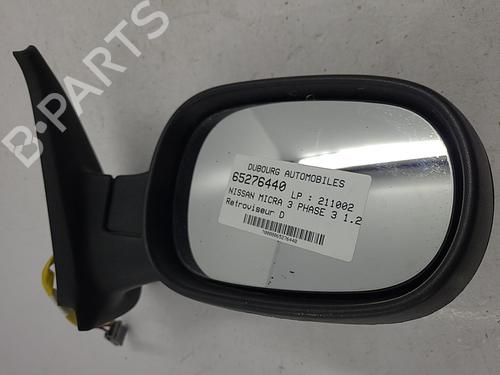 B-PARTS
DUBOURG AUTOMOBILES
65276440 LP : 211002
NISSAN MICRA 3 PHASE 3 1.2
Retroviseur D